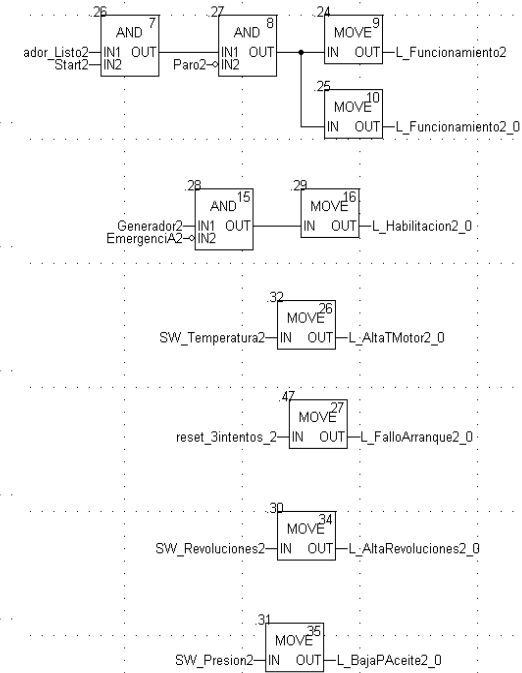 .26 7 .27 8 .24 9
AND AND MOVE
ador_Listo2 IN1 OUT IN1 OUT IN OUT L_Funcionamiento2
Start2 IN2 Paro2 IN2
.25 10
MOVE
IN OUT L_Funcionamiento2_0
.28 15 .29 16
AND MOVE
Generador2 IN1 OUT IN OUT L_Habilitacion2_0
EmergenciA2 IN2
.32 26
MOVE
SW_Temperatura2 IN OUT L_AltaTMotor2_0
.47 27
MOVE
reset_3intentos_2 IN OUT L_FalloArranque2_0
.30 34
MOVE
SW_Revoluciones2 IN OUT L_AltaRevoluciones2_0
.31 35
MOVE
SW_Presion2 IN OUT L_BajaPAceite2_0